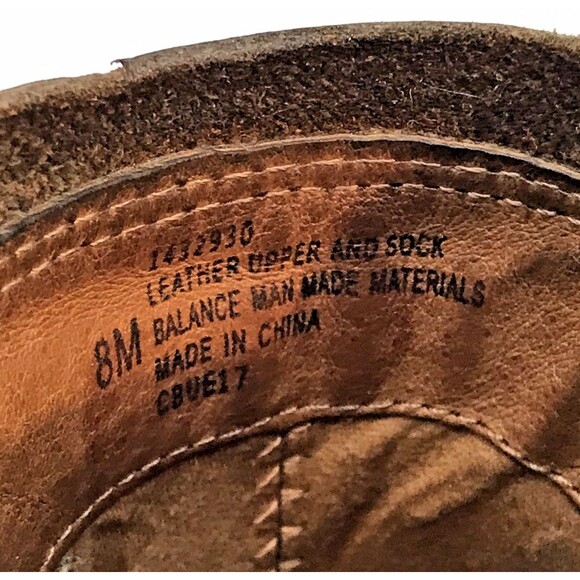 1432930
LEATHER UPPER AND SOCK
BALANCE MAN MADE MATERIALS
MADE IN CHINA
CBUE17
8M